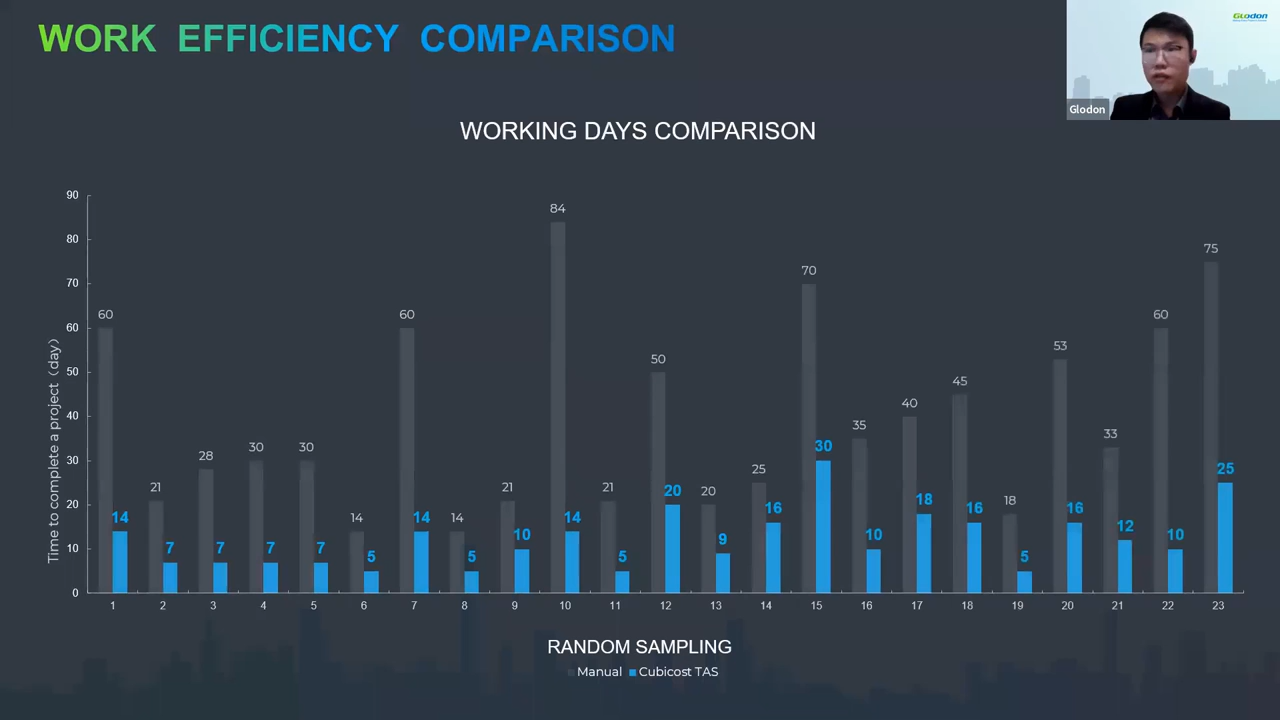 WORK EFFICIENCY COMPARISON
Glodon
Glodon
WORKING DAYS COMPARISON
Time to complete a project (day)
90
80
70
60
50
40
30
20
10
0
60 21 28 30 30 14 60 14 21 84 21 50 20 25 70 35 40 45 18 53 33 60 75
14 7 7 7 7 5 14 5 10 14 5 20 9 16 30 10 18 16 5 16 12 10 25
1 2 3 4 5 6 7 8 9 10 11 12 13 14 15 16 17 18 19 20 21 22 23
RANDOM SAMPLING
Manual Cubicost TAS